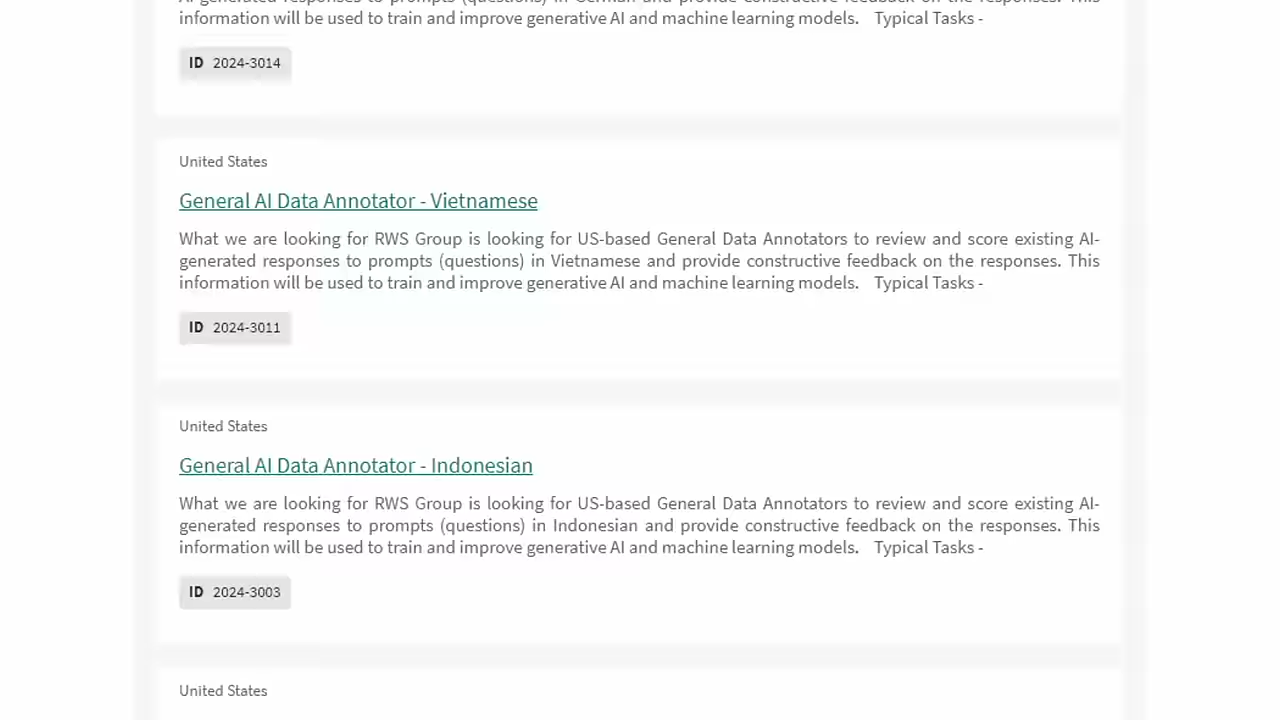 AI-generated responses to prompts (questions) in German and provide constructive feedback on the responses. This
information will be used to train and improve generative AI and machine learning models. Typical Tasks -
ID 2024-3014
United States
General AI Data Annotator - Vietnamese
What we are looking for RWS Group is looking for US-based General Data Annotators to review and score existing AI-
generated responses to prompts (questions) in Vietnamese and provide constructive feedback on the responses. This
information will be used to train and improve generative AI and machine learning models. Typical Tasks -
ID 2024-3011
United States
General AI Data Annotator - Indonesian
What we are looking for RWS Group is looking for US-based General Data Annotators to review and score existing AI-
generated responses to prompts (questions) in Indonesian and provide constructive feedback on the responses. This
information will be used to train and improve generative AI and machine learning models. Typical Tasks -
ID 2024-3003
United States